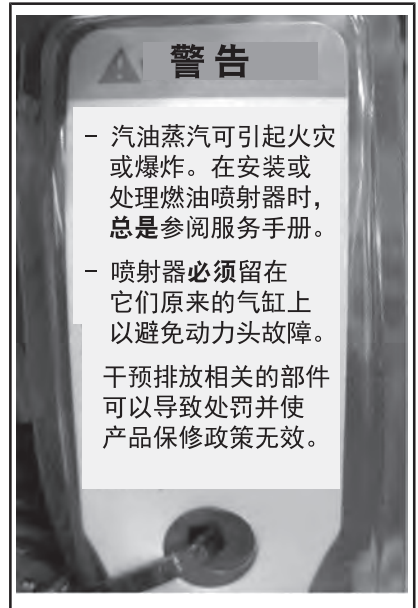 警告
- 汽油蒸汽可引起火灾
或爆炸。在安装或
处理燃油喷射器时,
总是参阅服务手册。
- 喷射器必须留在
它们原来的气缸上
以避免动力头故障。
干预排放相关的部件
可以导致处罚并使
产品保修政策无效。